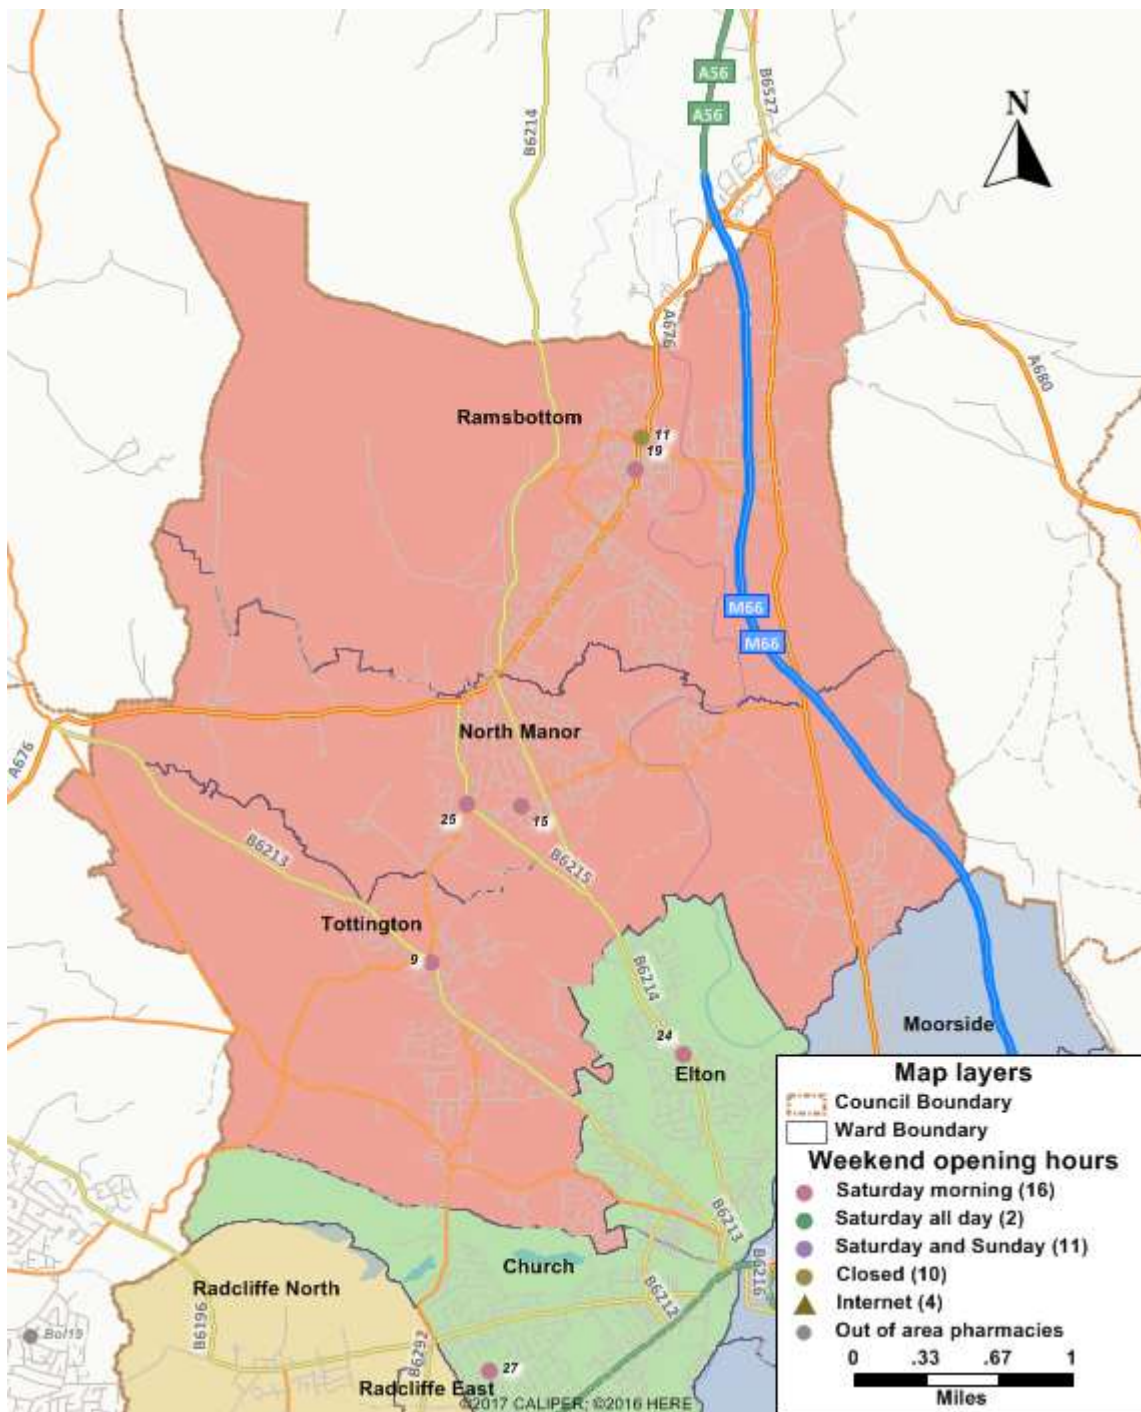 A56
A56
B6527
B6214
N
A676
A680
Ramsbottom
11
19
M66
M66
North Manor
A676
25
15
B6213
B6215
Tottington
9
B6214
Moorside
24
Elton
Map layers
Council Boundary
Ward Boundary
Weekend opening hours
Saturday morning (16)
Saturday all day (2)
Saturday and Sunday (11)
Closed (10)
Internet (4)
Out of area pharmacies
0 .33 .67 1
Miles
B6213
Church
B6216
Radcliffe North
B6212
B6196
Bol19
B6292
27
Radcliffe East
©2017 CALIPER; ©2016 HERE